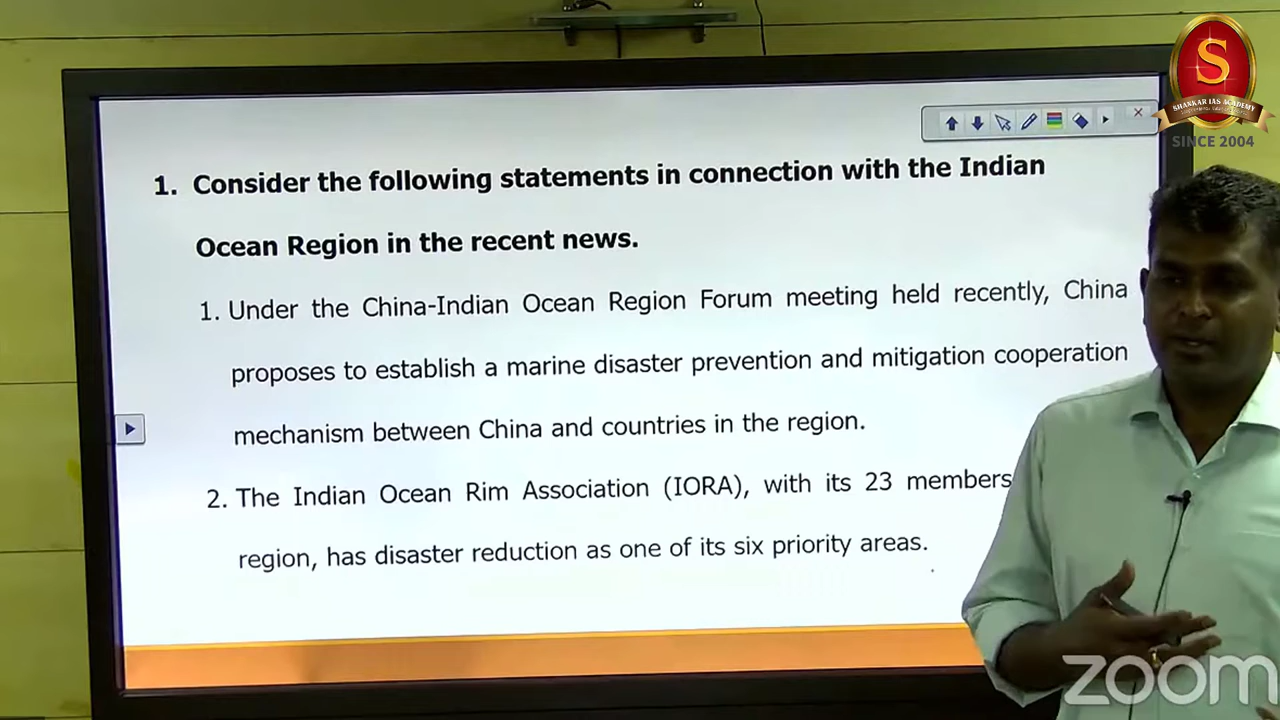 S
SHANKAR IAS ACADEMY
SINCE 2004
1. Consider the following statements in connection with the Indian
Ocean Region in the recent news.
1. Under the China-Indian Ocean Region Forum meeting held recently, China
proposes to establish a marine disaster prevention and mitigation cooperation
mechanism between China and countries in the region.
2. The Indian Ocean Rim Association (IORA), with its 23 members
region, has disaster reduction as one of its six priority areas.
zoom